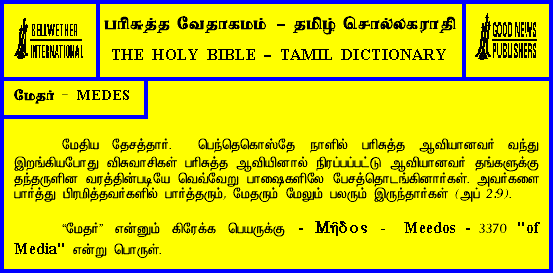 BELLWETHER
INTERNATIONAL
பரிசுத்த வேதாகமம் – தமிழ் சொல்லகராதி
THE HOLY BIBLE – TAMIL DICTIONARY
GOOD NEWS
PUBLISHERS
மேதர் - MEDES
மேதிய தேசத்தார். பெந்தெகொஸ்தே நாளில் பரிசுத்த ஆவியானவர் வந்து
இறங்கியபோது விசுவாசிகள் பரிசுத்த ஆவியினால் நிரப்பப்பட்டு ஆவியானவர் தங்களுக்கு
தந்தருளின வரத்தின்படியே வெவ்வேறு பாஷைகளிலே பேசத்தொடங்கினார்கள். அவர்களை
பார்த்து பிரமித்தவர்களில் பார்த்தரும், மேதரும் மேலும் பலரும் இருந்தார்கள் (அப் 2:9).
“மேதர்” என்னும் கிரேக்க பெயருக்கு - Μῆδος - Meedos - 3370 "of
Media" என்று பொருள்.